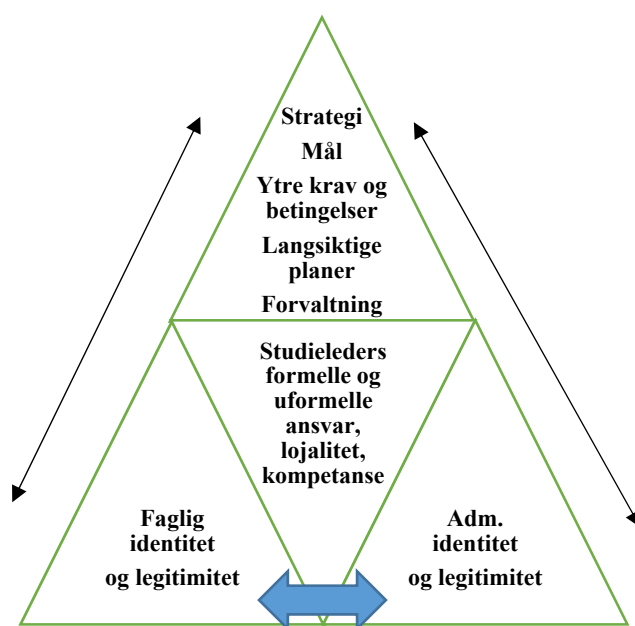 Strategi
Mål
Ytre krav og
betingelser
Langsiktige
planer
Forvaltning
Studieleders
formelle og
uformelle
ansvar,
lojalitet,
kompetanse
Faglig
identitet
og legitimitet
Adm.
identitet
og legitimitet